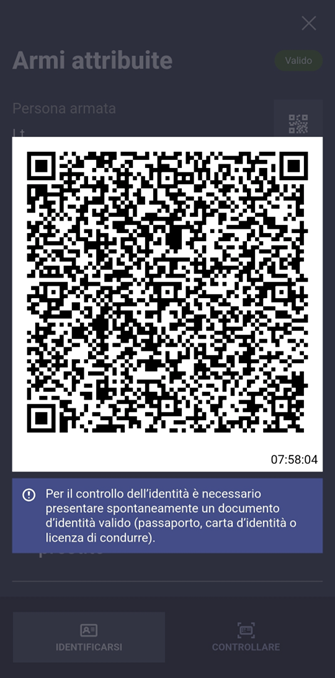 Armi attribuite
Valido
Persona armata
07:58:04
Per il controllo dell'identità è necessario
presentare spontaneamente un documento
d'identità valido (passaporto, carta d'identità o
licenza di condurre).
IDENTIFICARSI
CONTROLLARE